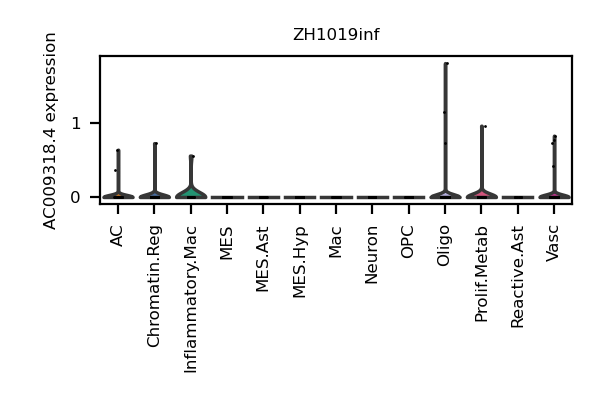 ZH1019inf
AC009318.4 expression
1
0
AC
Chromatin.Reg
Inflammatory.Mac
MES
MES.Ast
MES.Hyp
Mac
Neuron
OPC
Oligo
Prolif.Metab
Reactive.Ast
Vasc